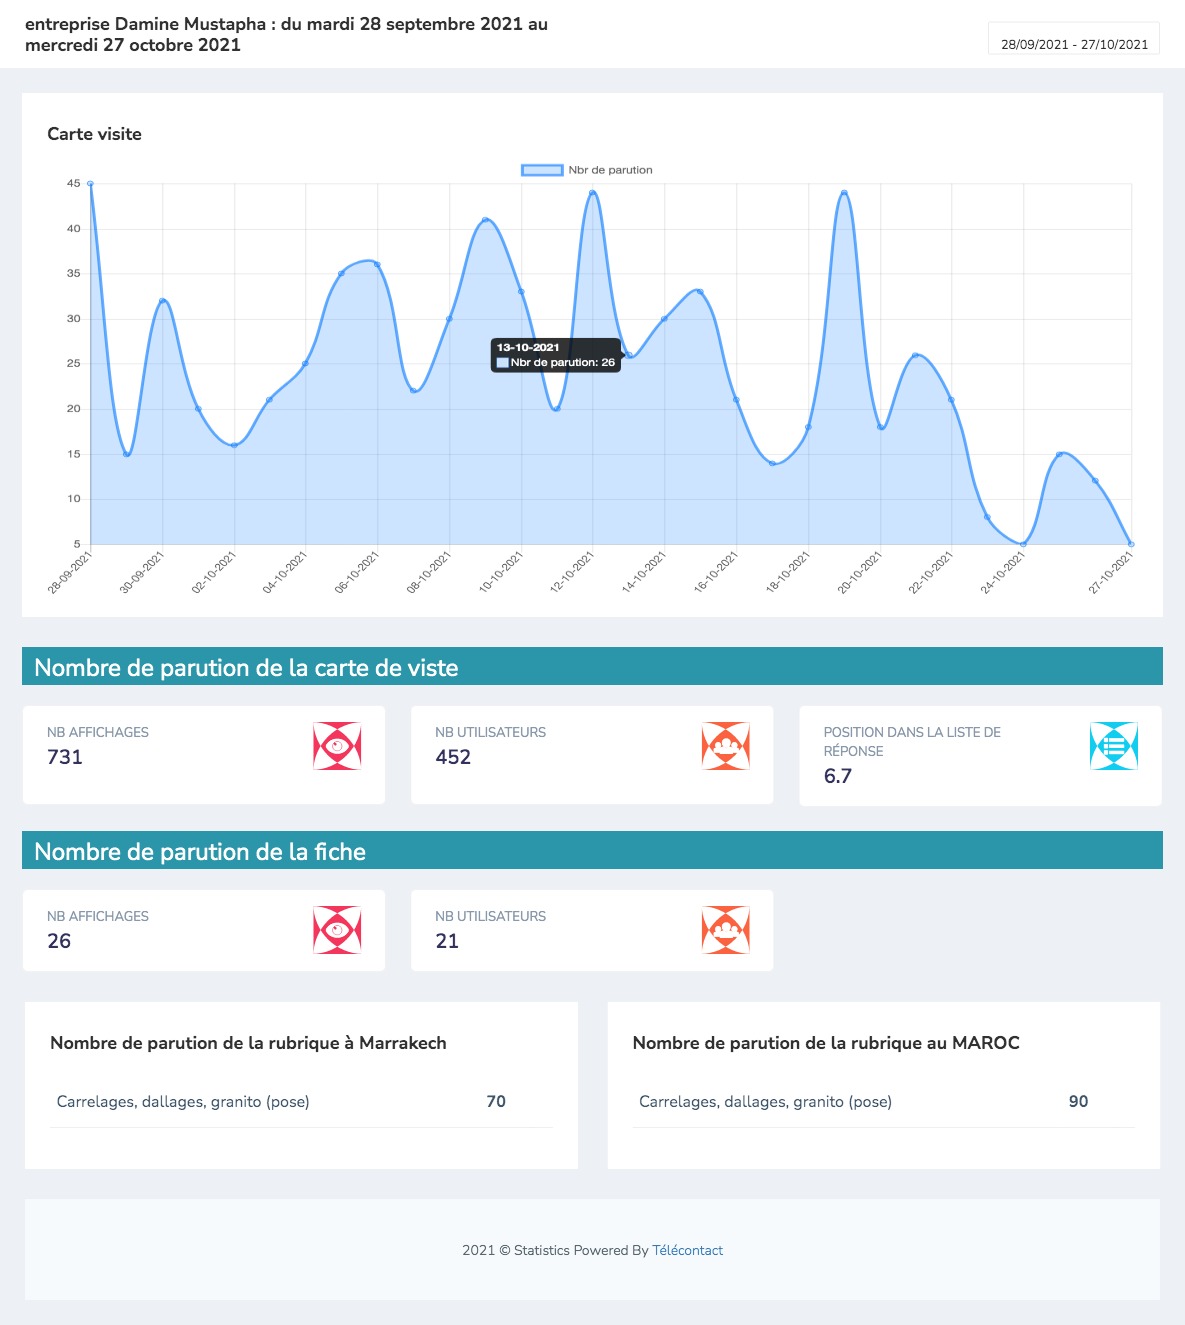 entreprise Damine Mustapha : du mardi 28 septembre 2021 au
mercredi 27 octobre 2021
28/09/2021 - 27/10/2021
Carte visite
Nbr de parution
45
40
35
30
25
20
15
10
5
13-10-2021
Nbr de parution: 26
28-09-2021
30-09-2021
02-10-2021
04-10-2021
06-10-2021
08-10-2021
10-10-2021
12-10-2021
14-10-2021
16-10-2021
18-10-2021
20-10-2021
22-10-2021
24-10-2021
27-10-2021
Nombre de parution de la carte de viste
NB AFFICHAGES
731
NB UTILISATEURS
452
POSITION DANS LA LISTE DE
RÉPONSE
6.7
Nombre de parution de la fiche
NB AFFICHAGES
26
NB UTILISATEURS
21
Nombre de parution de la rubrique à Marrakech
Carrelages, dallages, granito (pose) 70
Nombre de parution de la rubrique au MAROC
Carrelages, dallages, granito (pose) 90
2021 © Statistics Powered By Télécontact